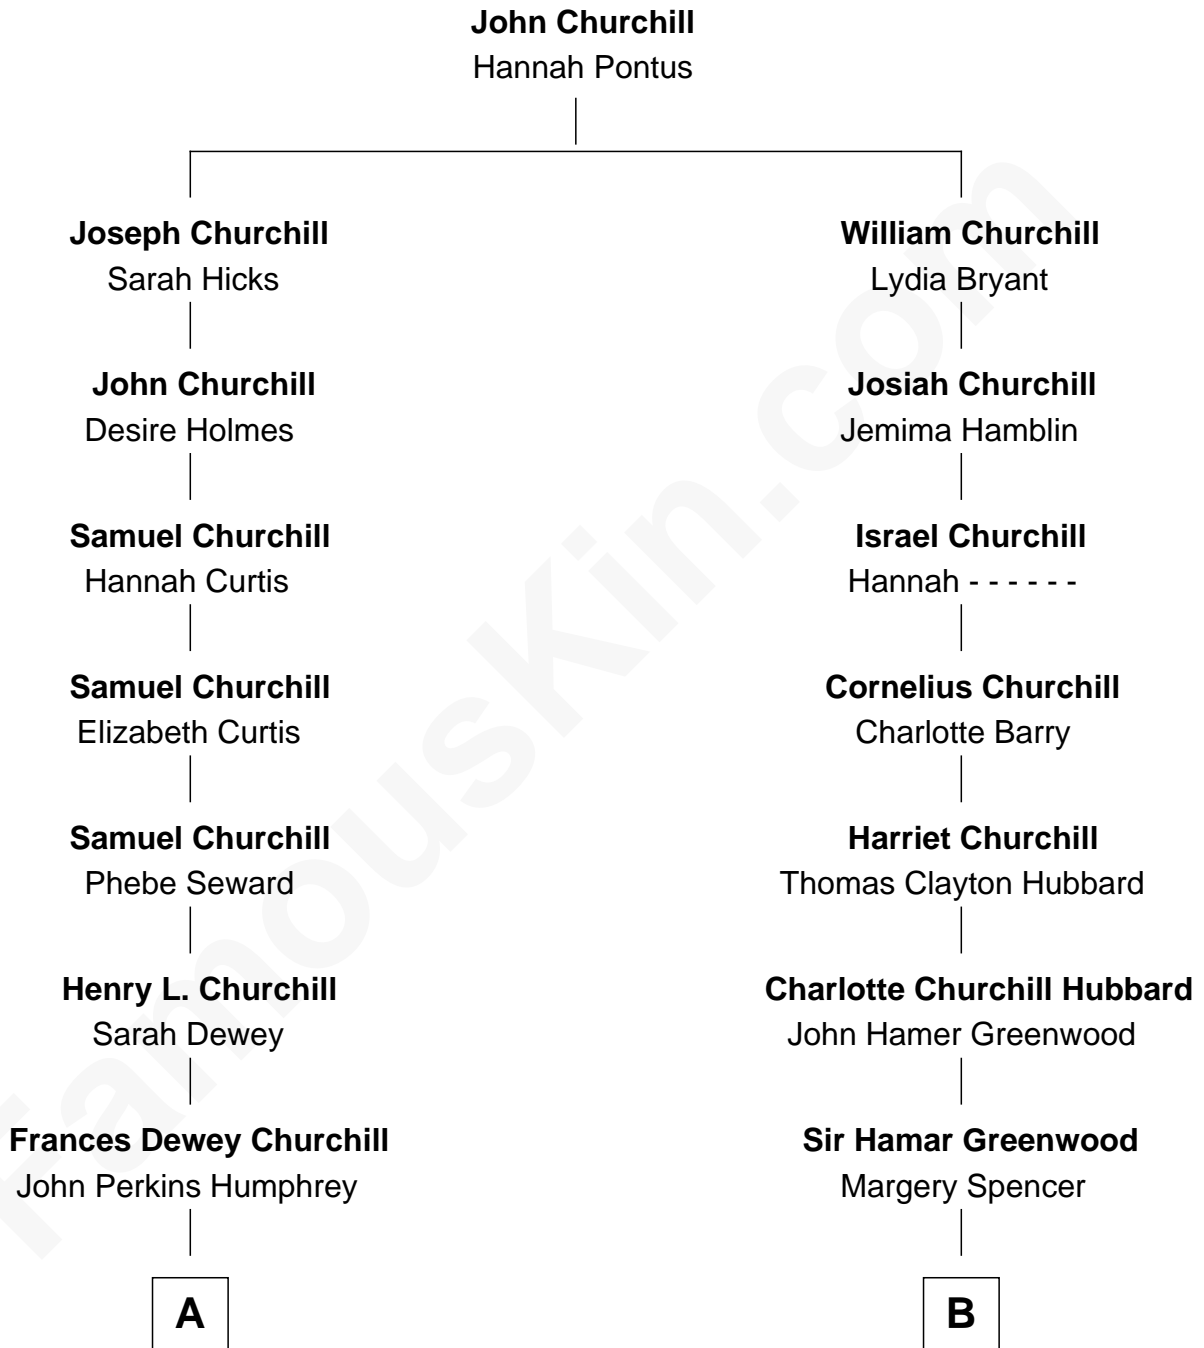 John Churchill
Hannah Pontus
Joseph Churchill
Sarah Hicks
William Churchill
Lydia Bryant
John Churchill
Desire Holmes
Josiah Churchill
Jemima Hamblin
Samuel Churchill
Hannah Curtis
Israel Churchill
Hannah - - - - - -
Samuel Churchill
Elizabeth Curtis
Cornelius Churchill
Charlotte Barry
Samuel Churchill
Phebe Seward
Harriet Churchill
Thomas Clayton Hubbard
Henry L. Churchill
Sarah Dewey
Charlotte Churchill Hubbard
John Hamer Greenwood
Frances Dewey Churchill
John Perkins Humphrey
Sir Hamar Greenwood
Margery Spencer
A
B
FamousKin.com